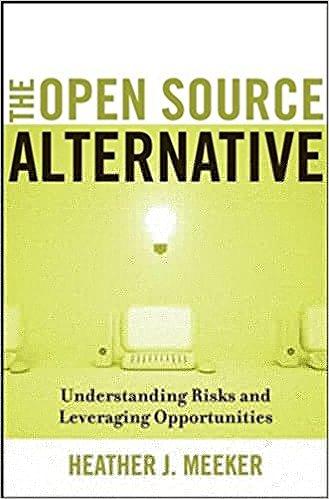 THE OPEN SOURCE
ALTERNATIVE
Understanding Risks and
Leveraging Opportunities
HEATHER J. MEEKER